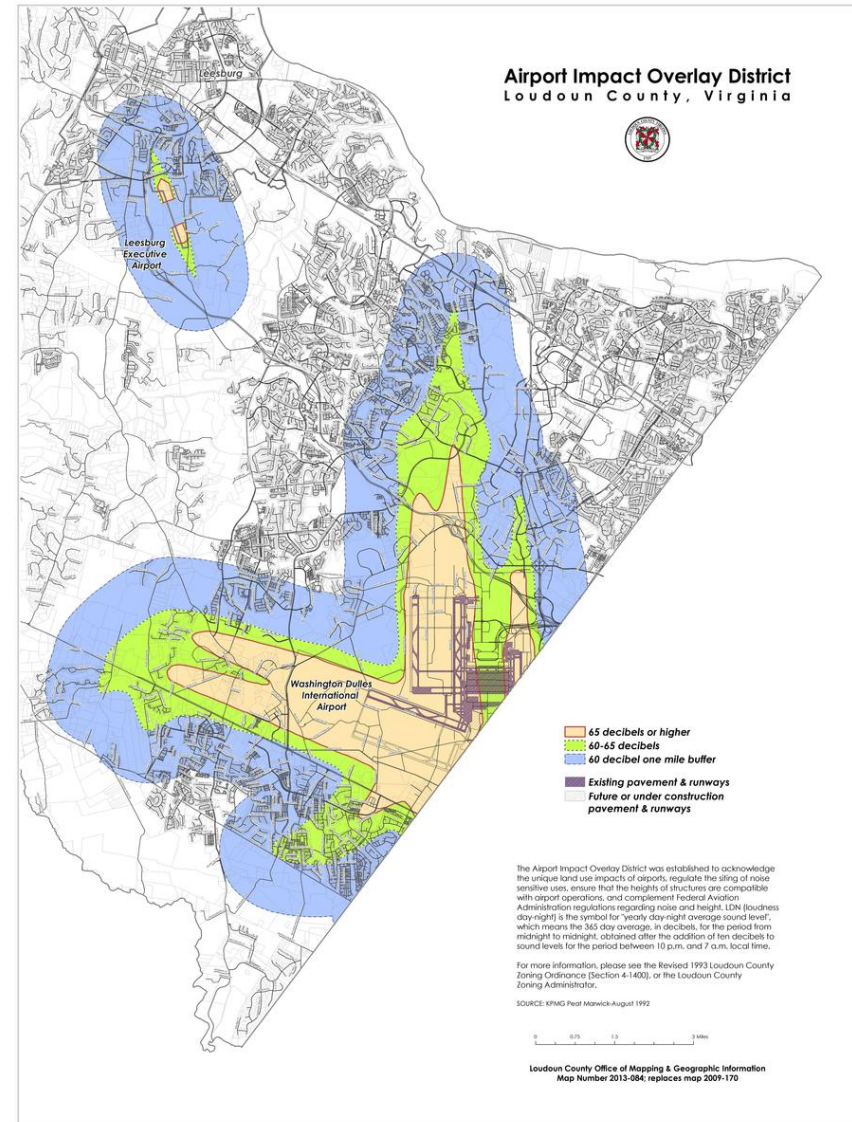 Airport Impact Overlay District
Loudoun County, Virginia
Leesburg
Leesburg
Executive
Airport
Washington Dulles
International
Airport
65 decibels or higher
60-65 decibels
60 decibel one mile buffer
Existing pavement & runways
Future or under construction
pavement & runways
The Airport Impact Overlay District was established to acknowledge
the unique land use impacts of airports, regulate the siting of noise
sensitive uses, ensure that the heights of structures are compatible
with airport operations, and complement Federal Aviation
Administration regulations regarding noise and height. LDN (loudness
day-night) is the symbol for "yearly day-night average sound level",
which means the 365 day average, in decibels, for the period from
midnight to midnight, obtained after the addition of ten decibels to
sound levels for the period between 10 p.m. and 7 a.m. local time.
For more information, please see the Revised 1993 Loudoun County
Zoning Ordinance (Section 4-1400), or the Loudoun County
Zoning Administrator.
SOURCE: KPMG Peat Marwick-August 1992
0 0.75 1.5 3 Miles
Loudoun County Office of Mapping & Geographic Information
Map Number 2013-084; replaces map 2009-170